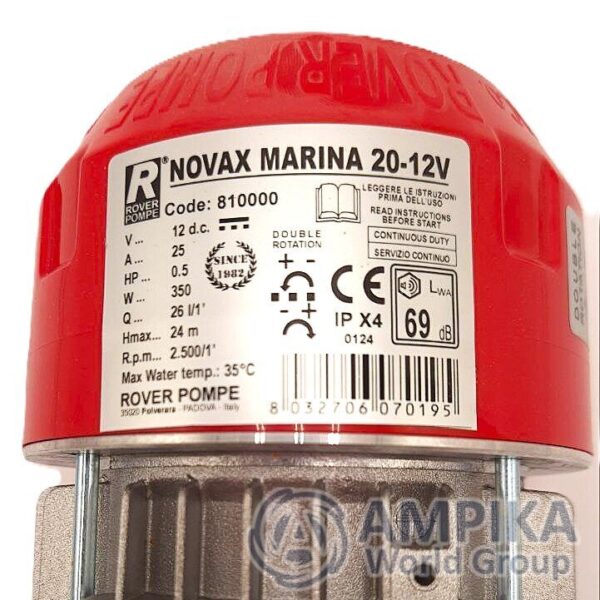 ROVER POMPE
R
ROVER
POMPE
NOVAX MARINA 20-12V
Code: 810000
V ... 12 d.c.
A ... 25
HP ... 0.5
W ... 350
Q ... 26 l/1'
Hmax... 24 m
R.p.m... 2.500/1'
Max Water temp.: 35°C
ROVER POMPE
35020 Polverara - PADOVA - Italy
SINCE
1982
DOUBLE
ROTATION
+ -
- +
LEGGERE LE ISTRUZIONI
PRIMA DELL'USO
READ INSTRUCTIONS
BEFORE START
CONTINUOUS DUTY
SERVIZIO CONTINUO
CE
IP X4
0124
LWA
69 dB
8 032706 070195
AMPIKA
World Group